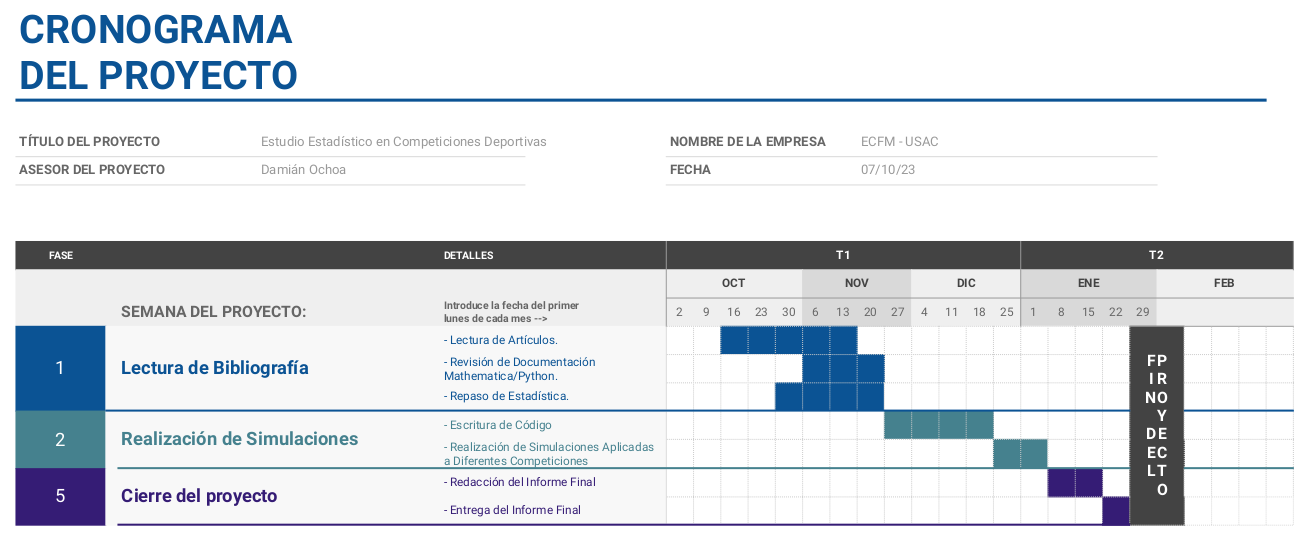 CRONOGRAMA
DEL PROYECTO
TÍTULO DEL PROYECTO Estudio Estadístico en Competiciones Deportivas NOMBRE DE LA EMPRESA ECFM - USAC
ASESOR DEL PROYECTO Damián Ochoa FECHA 07/10/23
FASE DETALLES T1 T2
OCT NOV DIC ENE FEB
SEMANA DEL PROYECTO: Introduce la fecha del primer
lunes de cada mes -->
2 9 16 23 30 6 13 20 27 4 11 18 25 1 8 15 22 29
1 Lectura de Bibliografía
- Lectura de Artículos.
- Revisión de Documentación
Mathematica/Python.
- Repaso de Estadística.
2 Realización de Simulaciones
- Escritura de Código
- Realización de Simulaciones Aplicadas
a Diferentes Competiciones
5 Cierre del proyecto
- Redacción del Informe Final
- Entrega del Informe Final
FP
IR
NO
Y
DE
EC
LT
O